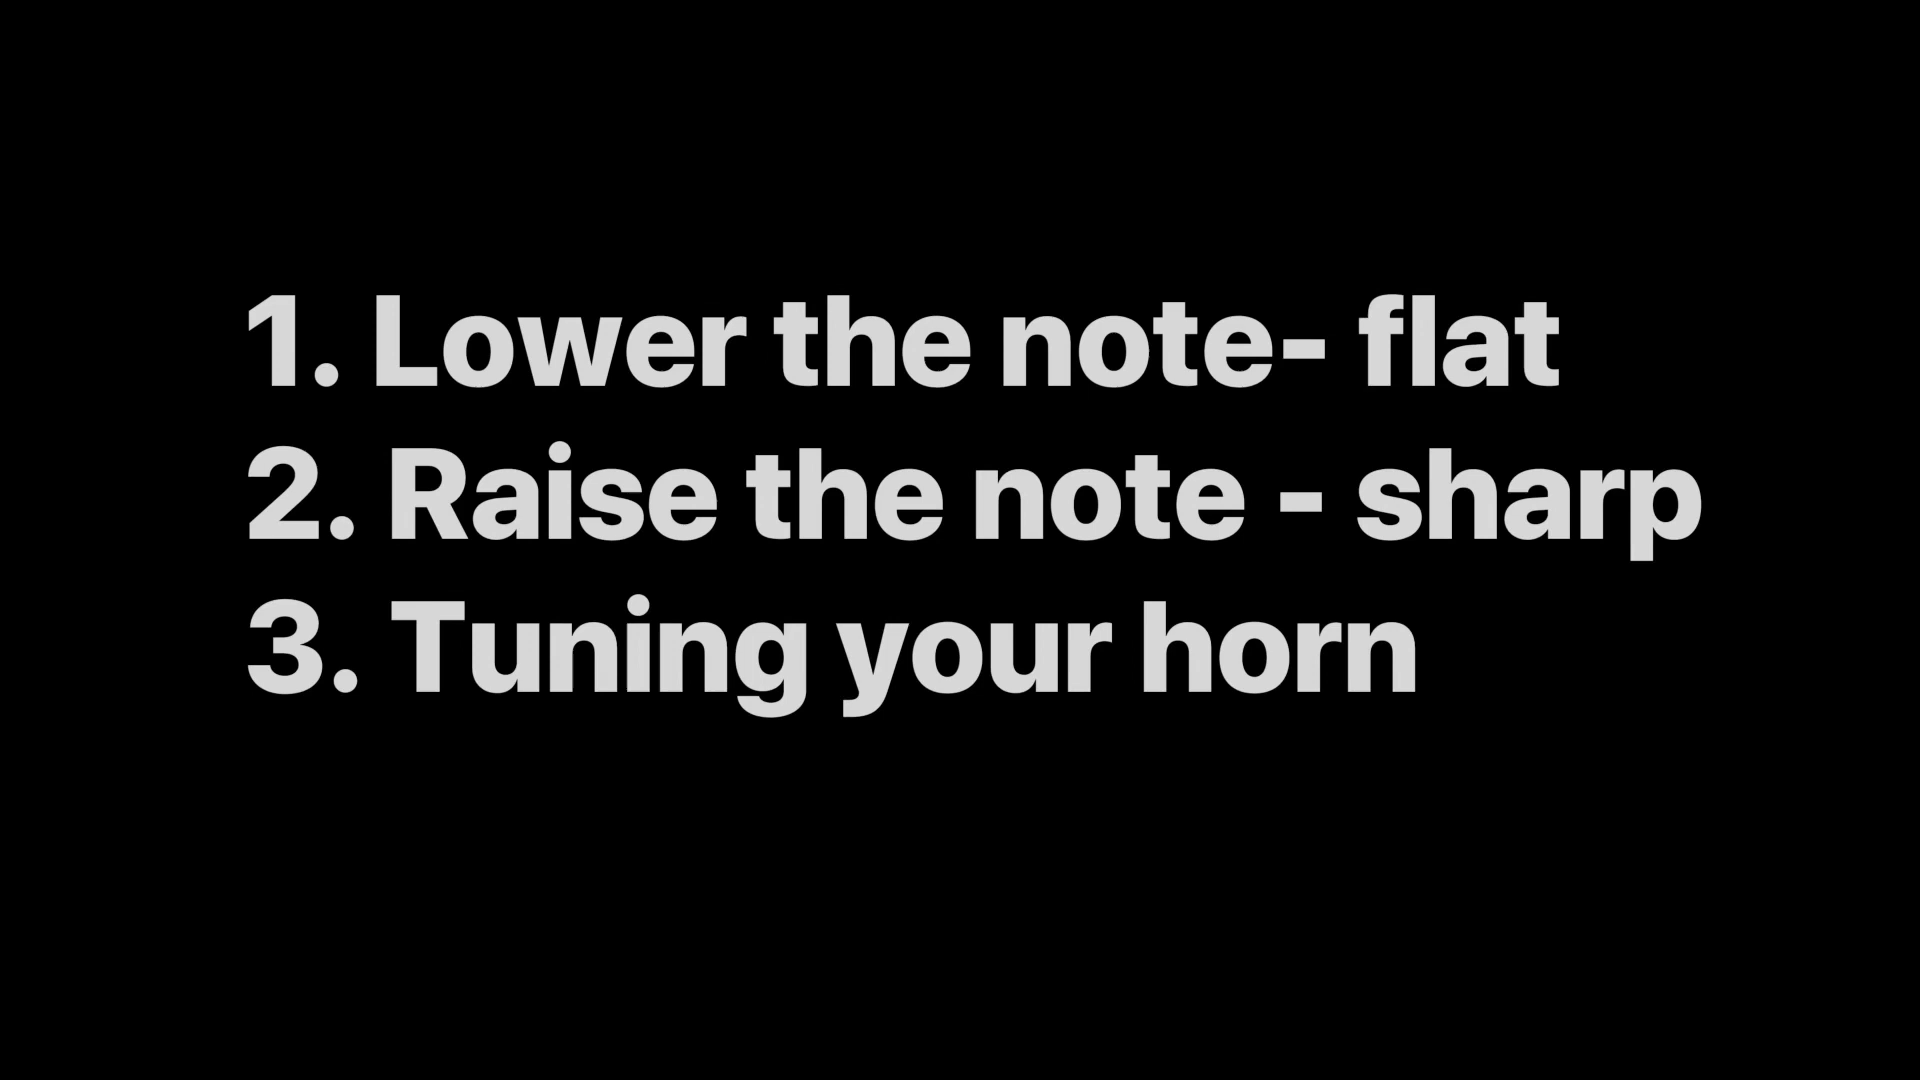 1. Lower the note- flat
2. Raise the note - sharp
3. Tuning your horn